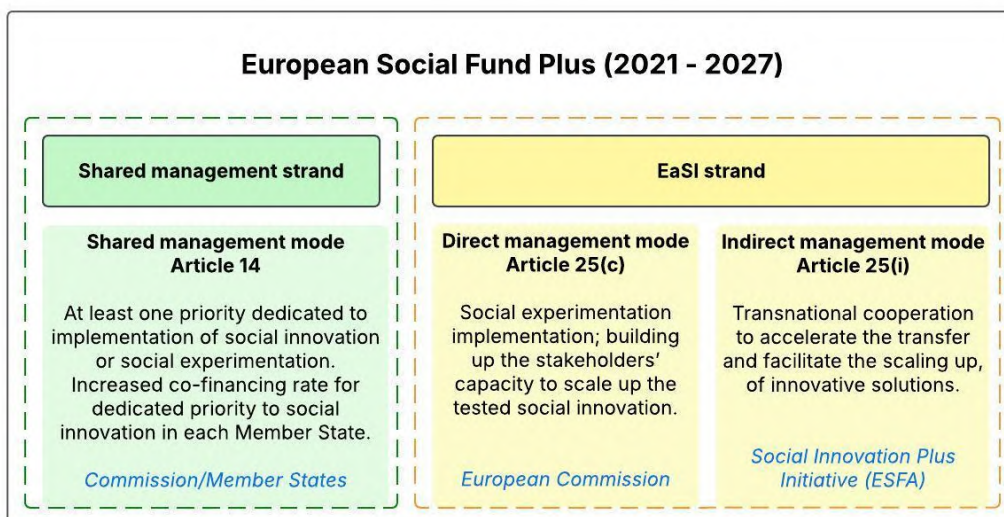 European Social Fund Plus (2021 - 2027)
Shared management strand
Shared management mode
Article 14
At least one priority dedicated to
implementation of social innovation
or social experimentation.
Increased co-financing rate for
dedicated priority to social
innovation in each Member State.
Commission/Member States
EaSI strand
Direct management mode
Article 25(c)
Social experimentation
implementation; building
up the stakeholders’
capacity to scale up the
tested social innovation.
European Commission
Indirect management mode
Article 25(i)
Transnational cooperation
to accelerate the transfer
and facilitate the scaling up,
of innovative solutions.
Social Innovation Plus
Initiative (ESFA)